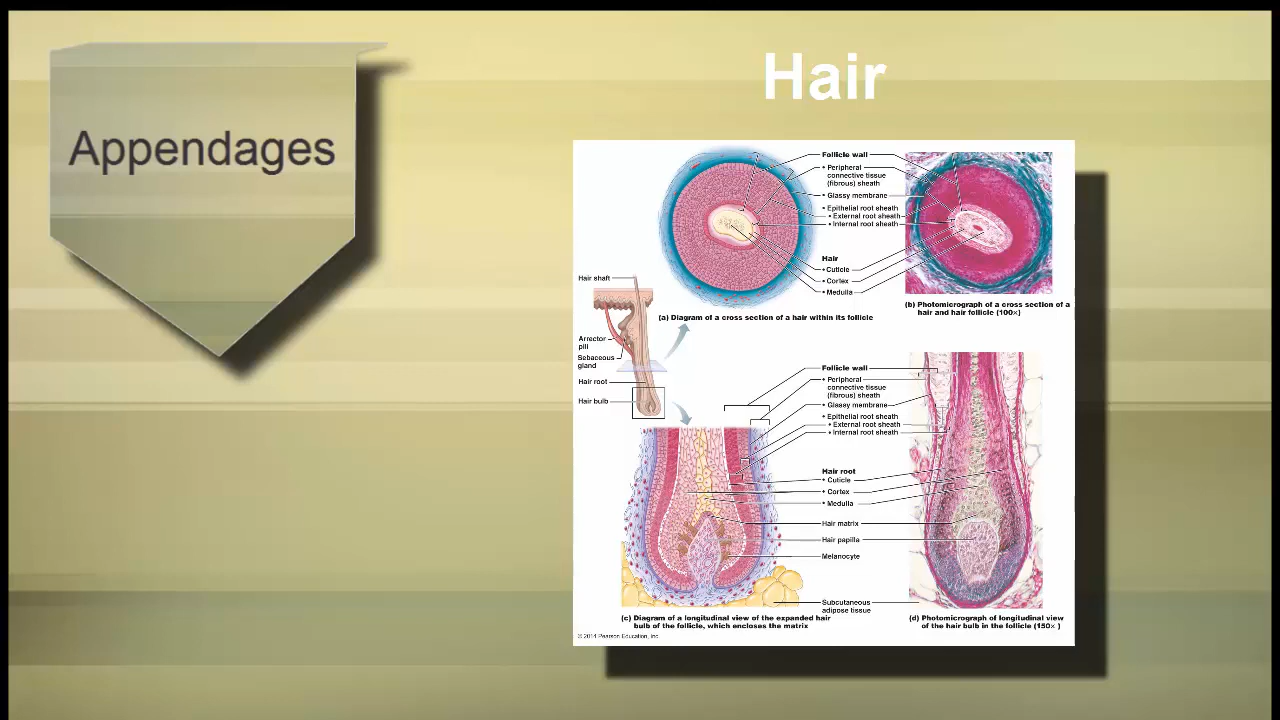 Appendages
Hair
Follicle wall
• Peripheral
connective tissue
(fibrous) sheath
• Glassy membrane
• Epithelial root sheath
• External root sheath
• Internal root sheath
Hair
• Cuticle
• Cortex
• Medulla
(a) Diagram of a cross section of a hair within its follicle
(b) Photomicrograph of a cross section of a
hair and hair follicle (100×)
Hair shaft
Arrector
pili
Sebaceous
gland
Hair root
Hair bulb
Follicle wall
• Peripheral
connective tissue
(fibrous) sheath
• Glassy membrane
Epithelial root sheath
• External root sheath
• Internal root sheath
Hair root
• Cuticle
• Cortex
• Medulla
Hair matrix
Hair papilla
Melanocyte
Subcutaneous
adipose tissue
(c) Diagram of a longitudinal view of the expanded hair
bulb of the follicle, which encloses the matrix
(d) Photomicrograph of longitudinal view
of the hair bulb in the follicle (150×)
© 2014 Pearson Education, Inc.